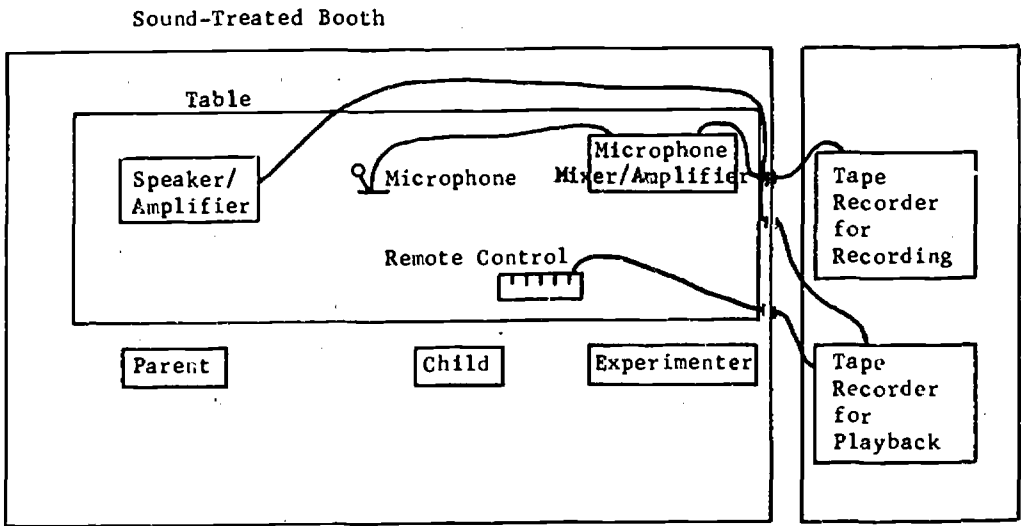 Sound-Treated Booth
Table
Speaker/
Amplifier
Microphone
Microphone
Mixer/Amplifier
Remote Control
Parent
Child
Experimenter
Tape
Recorder
for
Recording
Tape
Recorder
for
Playback